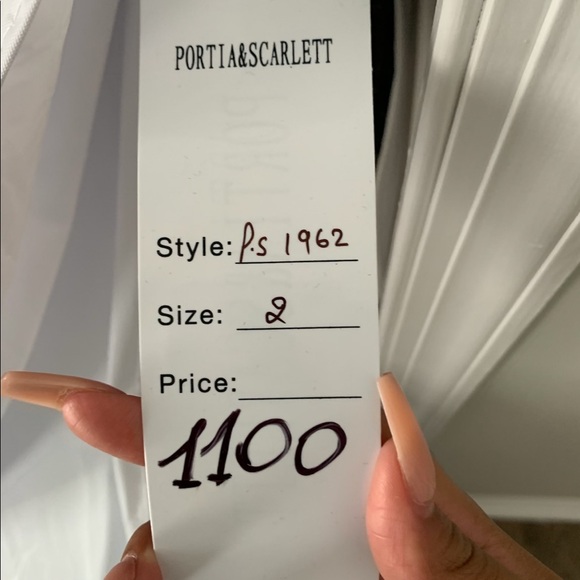 PORTIA&SCARLETT
Style: P.S 1962
Size: 2
Price:
1100